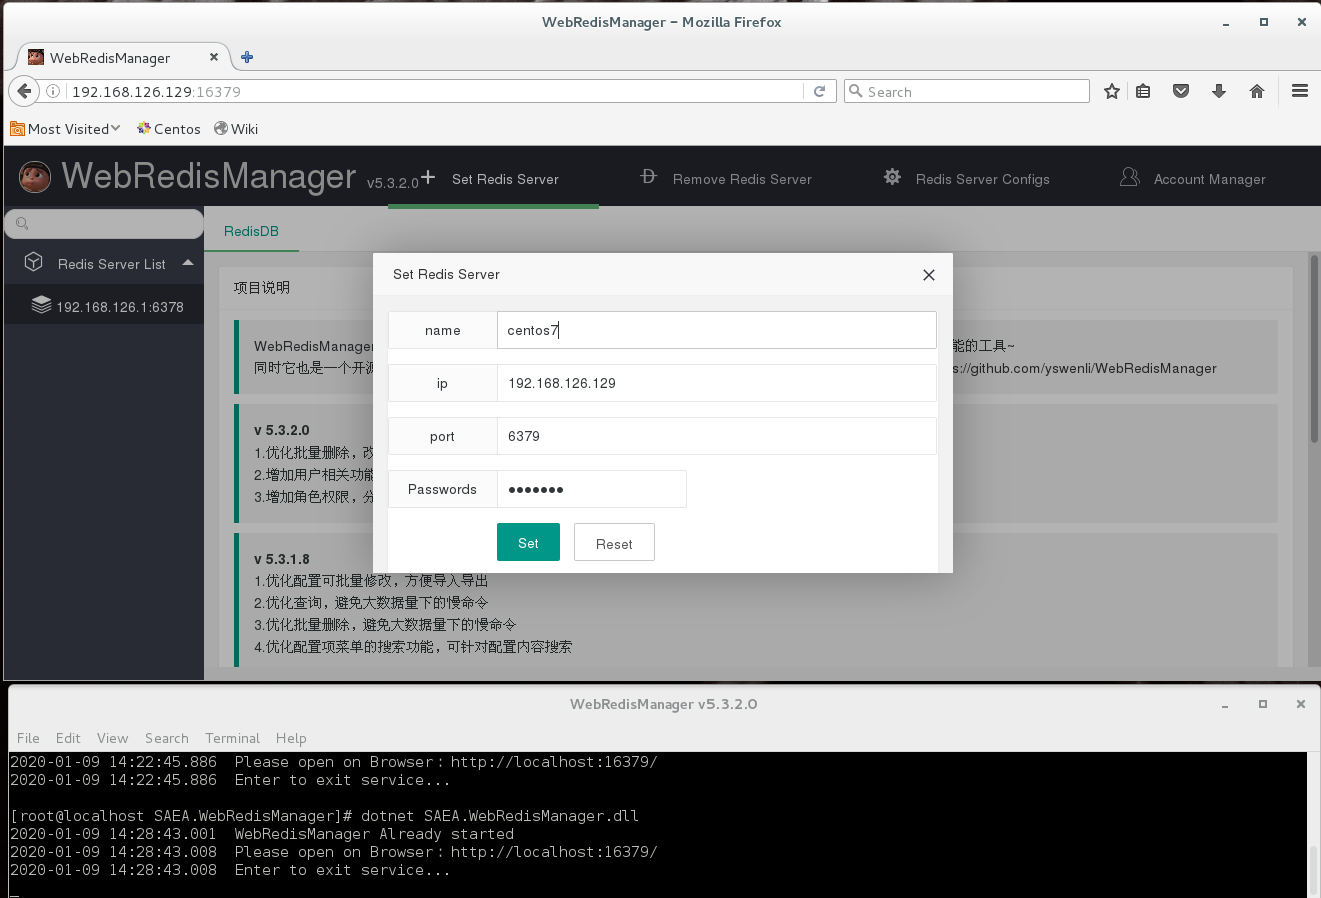 WebRedisManager – Mozilla Firefox
WebRedisManager
192.168.126.129:16379
Search
Most Visited
Centos
Wiki
WebRedisManager v5.3.2.0
Set Redis Server
Remove Redis Server
Redis Server Configs
Account Manager
Redis Server List
192.168.126.1:6378
RedisDB
项目说明
WebRedisManager
能的工具~
同时它也是一个开源
s://github.com/yswenli/WebRedisManager
v 5.3.2.0
1.优化批量删除，改
2.增加用户相关功能
3.增加角色权限，分
v 5.3.1.8
1.优化配置可批量修改，方便导入导出
2.优化查询，避免大数据量下的慢命令
3.优化批量删除，避免大数据量下的慢命令
4.优化配置项菜单的搜索功能，可针对配置内容搜索
Set Redis Server
name
centos7
ip
192.168.126.129
port
6379
Passwords
•••••••
Set
Reset
WebRedisManager v5.3.2.0
File Edit View Search Terminal Help
2020-01-09 14:22:45.886  Please open on Browser：http://localhost:16379/
2020-01-09 14:22:45.886  Enter to exit service...
[root@localhost SAEA.WebRedisManager]# dotnet SAEA.WebRedisManager.dll
2020-01-09 14:28:43.001  WebRedisManager Already started
2020-01-09 14:28:43.008  Please open on Browser：http://localhost:16379/
2020-01-09 14:28:43.008  Enter to exit service...